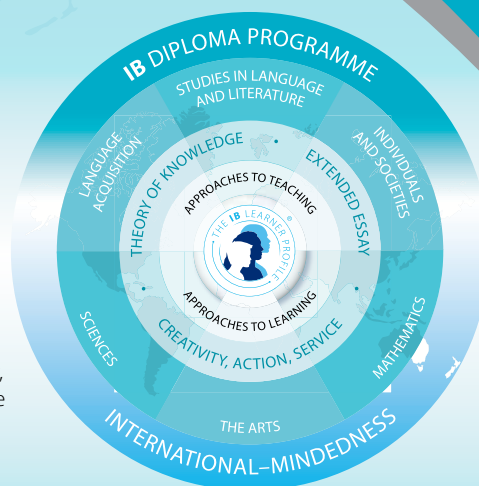 IB DIPLOMA PROGRAMME
STUDIES IN LANGUAGE
AND LITERATURE
LANGUAGE
ACQUISITION
INDIVIDUALS
AND SOCIETIES
THEORY OF KNOWLEDGE
EXTENDED ESSAY
APPROACHES TO TEACHING
THE IB LEARNER PROFILE ®
APPROACHES TO LEARNING
CREATIVITY, ACTION, SERVICE
SCIENCES
MATHEMATICS
THE ARTS
INTERNATIONAL–MINDEDNESS
,
e